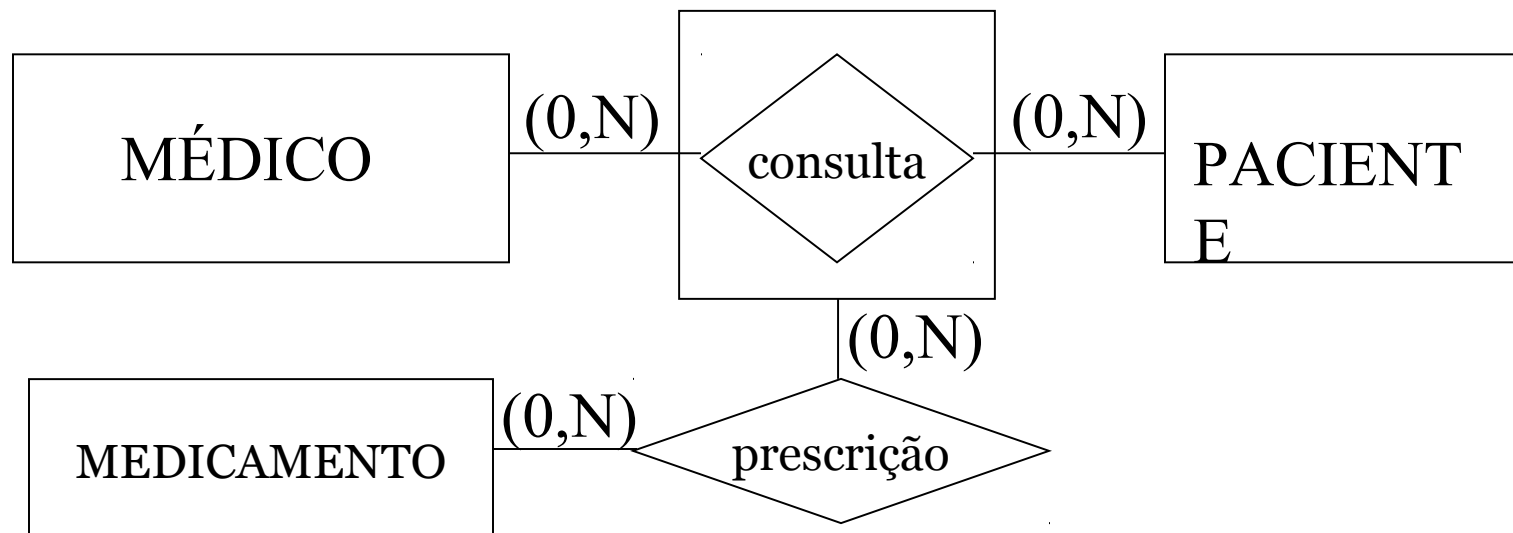 MÉDICO
(0,N)
consulta
(0,N)
PACIENT
E
(0,N)
MEDICAMENTO
(0,N)
prescrição